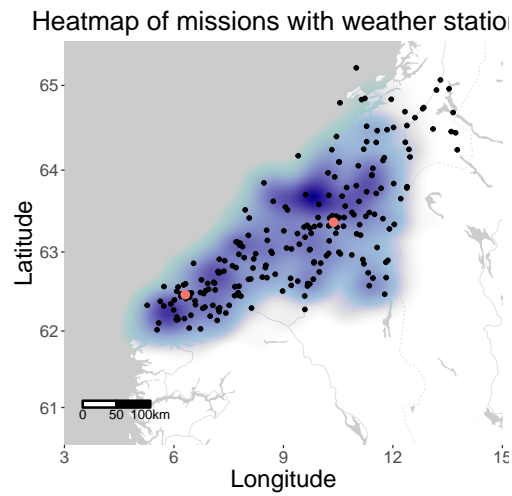 Heatmap of missions with weather station
65
64
63
62
61
Latitude
0 50 100km
3 6 9 12 15
Longitude